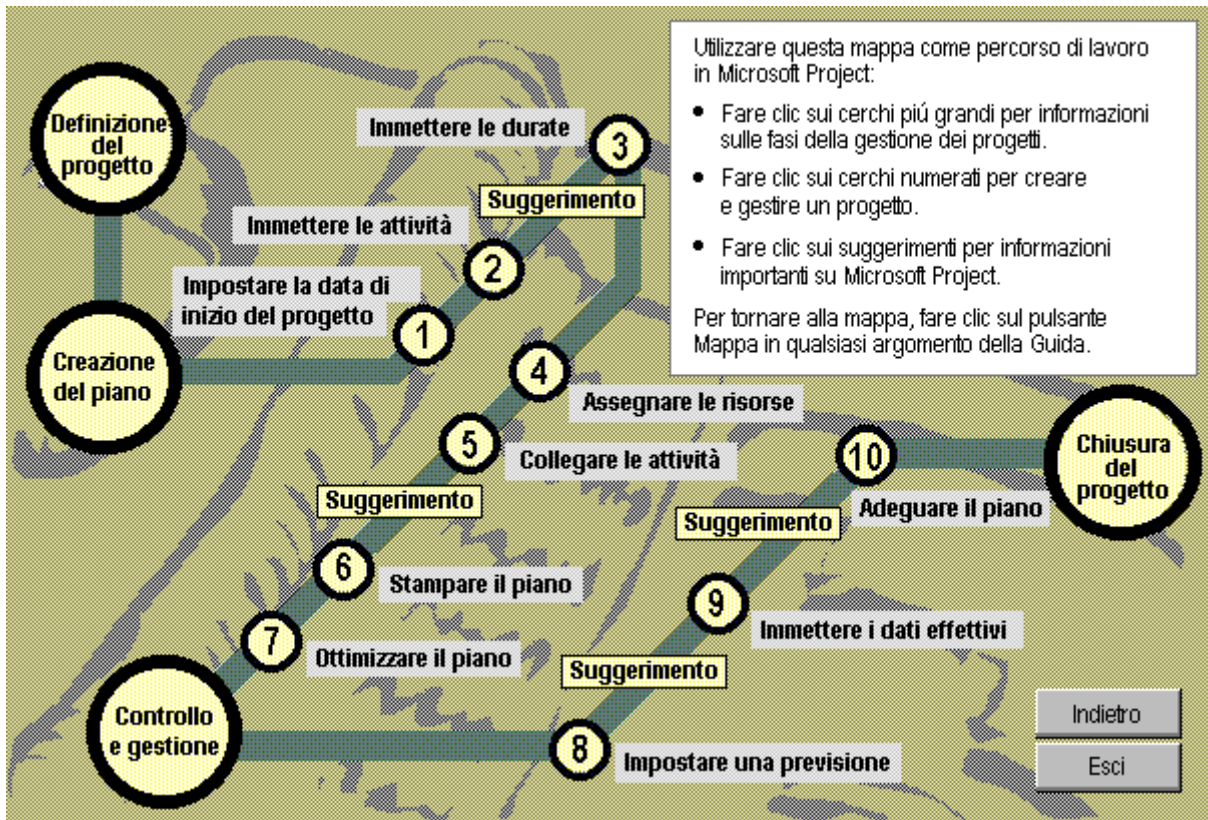 Utilizzare questa mappa come percorso di lavoro
in Microsoft Project:
• Fare clic sui cerchi piú grandi per informazioni
sulle fasi della gestione dei progetti.
• Fare clic sui cerchi numerati per creare
e gestire un progetto.
• Fare clic sui suggerimenti per informazioni
importanti su Microsoft Project.
Per tornare alla mappa, fare clic sul pulsante
Mappa in qualsiasi argomento della Guida.
Definizione
del
progetto
Creazione
del piano
1
Impostare la data di
inizio del progetto
2
Immettere le attività
Suggerimento
3
Immettere le durate
4
Assegnare le risorse
5
Collegare le attività
Suggerimento
6
Stampare il piano
7
Ottimizzare il piano
Controllo
e gestione
8
Impostare una previsione
Suggerimento
9
Immettere i dati effettivi
Suggerimento
10
Adeguare il piano
Chiusura
del
progetto
Indietro
Esci